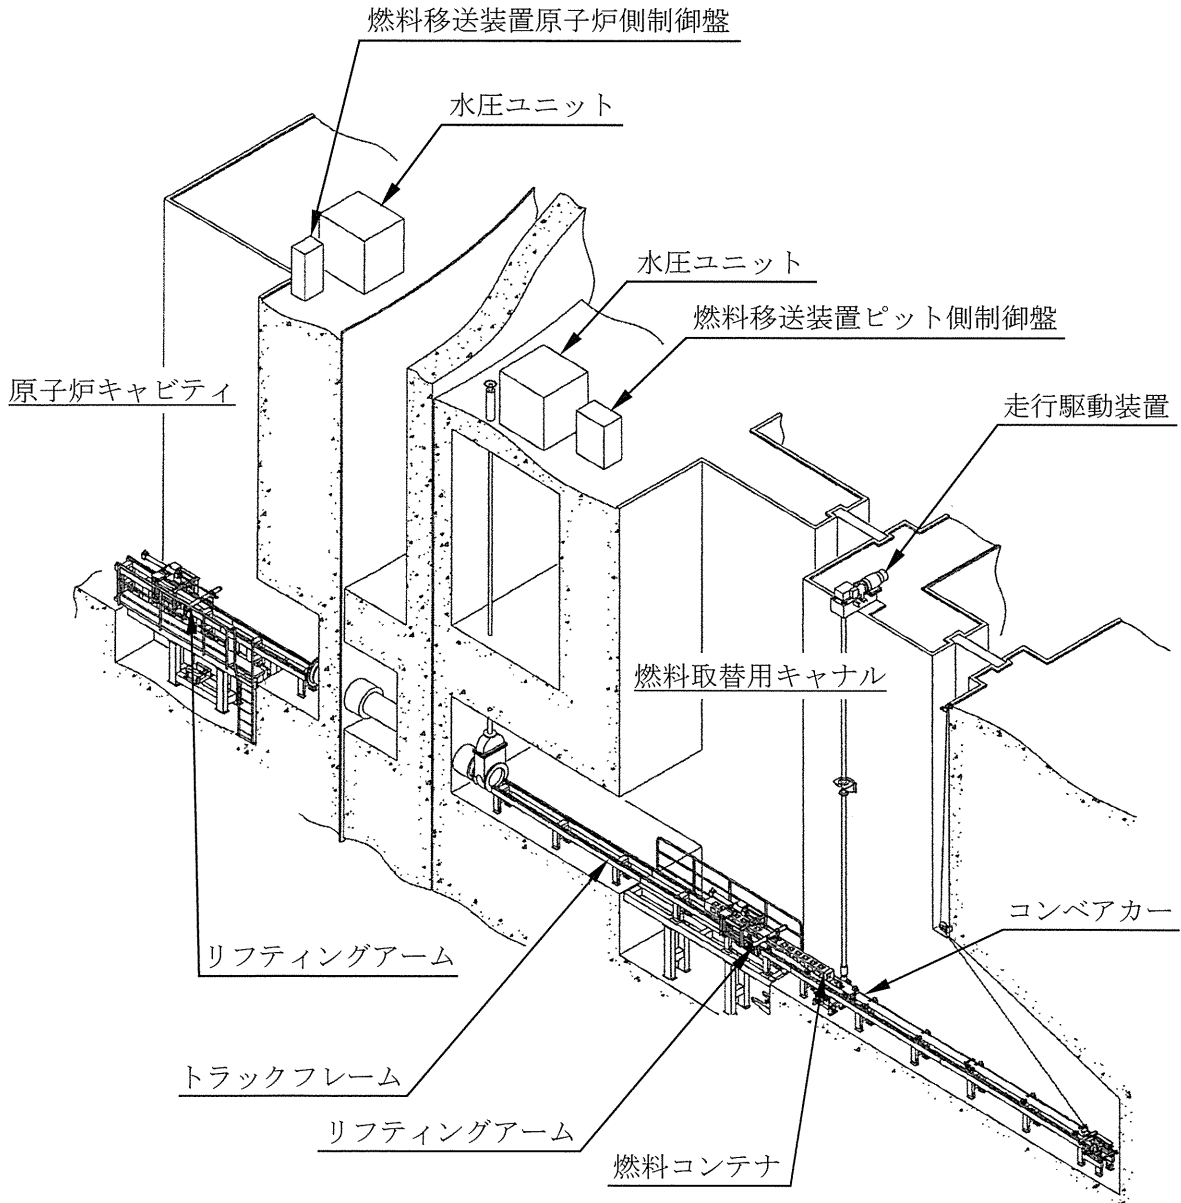 燃料移送装置原子炉側制御盤
水圧ユニット
水圧ユニット
燃料移送装置ピット側制御盤
原子炉キャビティ
走行駆動装置
燃料取替用キャナル
コンベアカー
リフティングアーム
トラックフレーム
リフティングアーム
燃料コンテナ